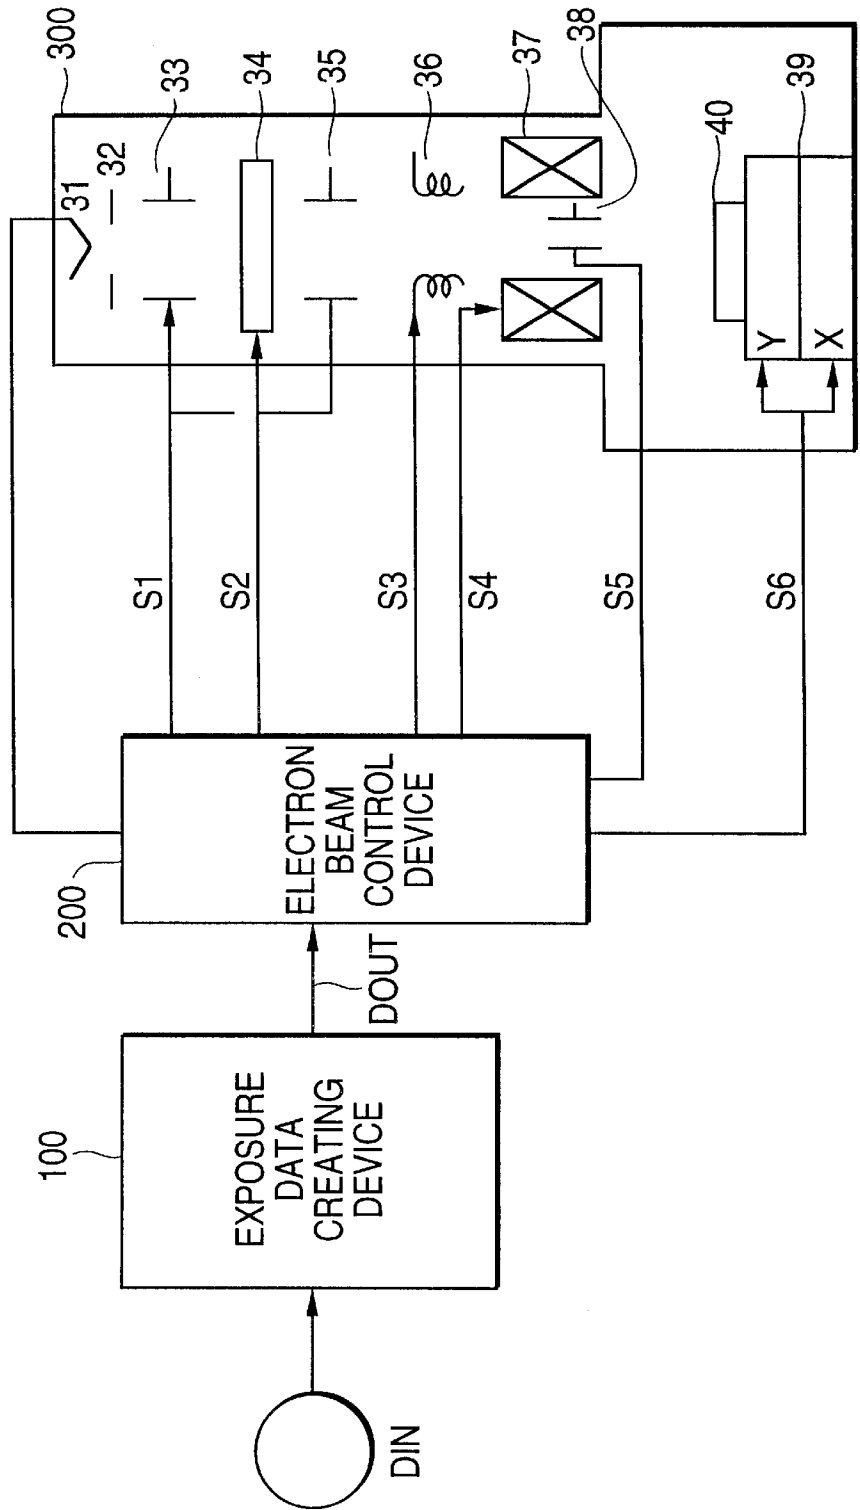 DIN
100
EXPOSURE
DATA
CREATING
DEVICE
DOUT
200
ELECTRON
BEAM
CONTROL
DEVICE
S1
S2
S3
S4
S5
S6
300
31
32
33
34
35
36
37
38
40
39
Y
X